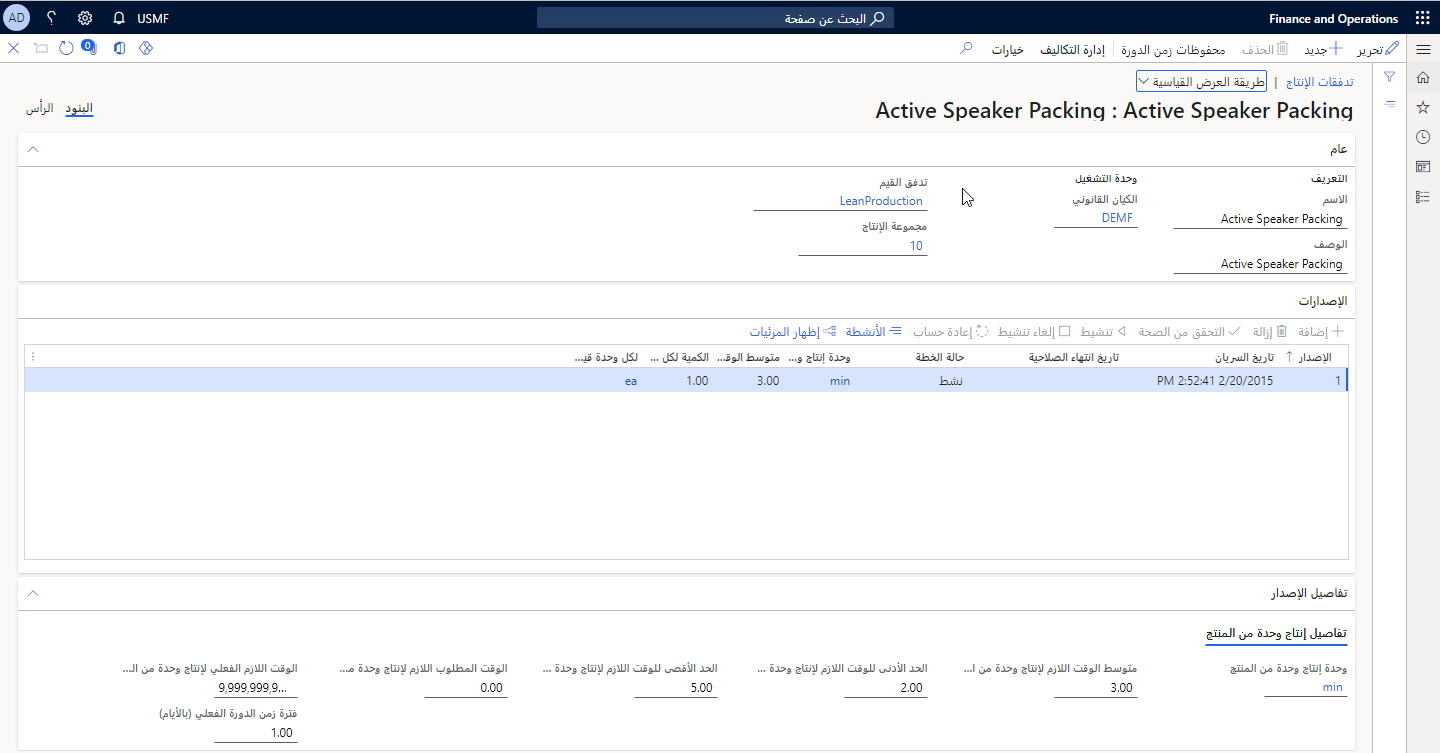 Finance and Operations
البحث عن صفحة
USMF
AD
تحرير
جديد
الحذف
محفوظات زمن الدورة
إدارة التكاليف
خيارات
0
تدفقات الإنتاج | طريقة العرض القياسية
Active Speaker Packing : Active Speaker Packing
البنود
الرأس
عام
التعريف
الاسم
Active Speaker Packing
الوصف
Active Speaker Packing
وحدة التشغيل
الكيان القانوني
DEMF
تدفق القيم
LeanProduction
مجموعة الإنتاج
10
الإصدارات
إضافة إزالة التحقق من الصحة تنشيط إلغاء تنشيط إعادة حساب الأنشطة إظهار المرئيات
الإصدار تاريخ السريان تاريخ انتهاء الصلاحية حالة الخطة وحدة إنتاج و... متوسط الوق... الكمية لكل ... لكل وحدة قي...
1 2/20/2015 2:52:41 PM نشط min 3.00 1.00 ea
تفاصيل الإصدار
تفاصيل إنتاج وحدة من المنتج
وحدة إنتاج وحدة من المنتج
min
متوسط الوقت اللازم لإنتاج وحدة من ا...
3.00
الحد الأدنى للوقت اللازم لإنتاج وحدة ...
2.00
الحد الأقصى للوقت اللازم لإنتاج وحدة ...
5.00
الوقت المطلوب اللازم لإنتاج وحدة م...
0.00
الوقت اللازم الفعلي لإنتاج وحدة من ال...
9,999,999,9...
فترة زمن الدورة الفعلي (بالأيام)
1.00